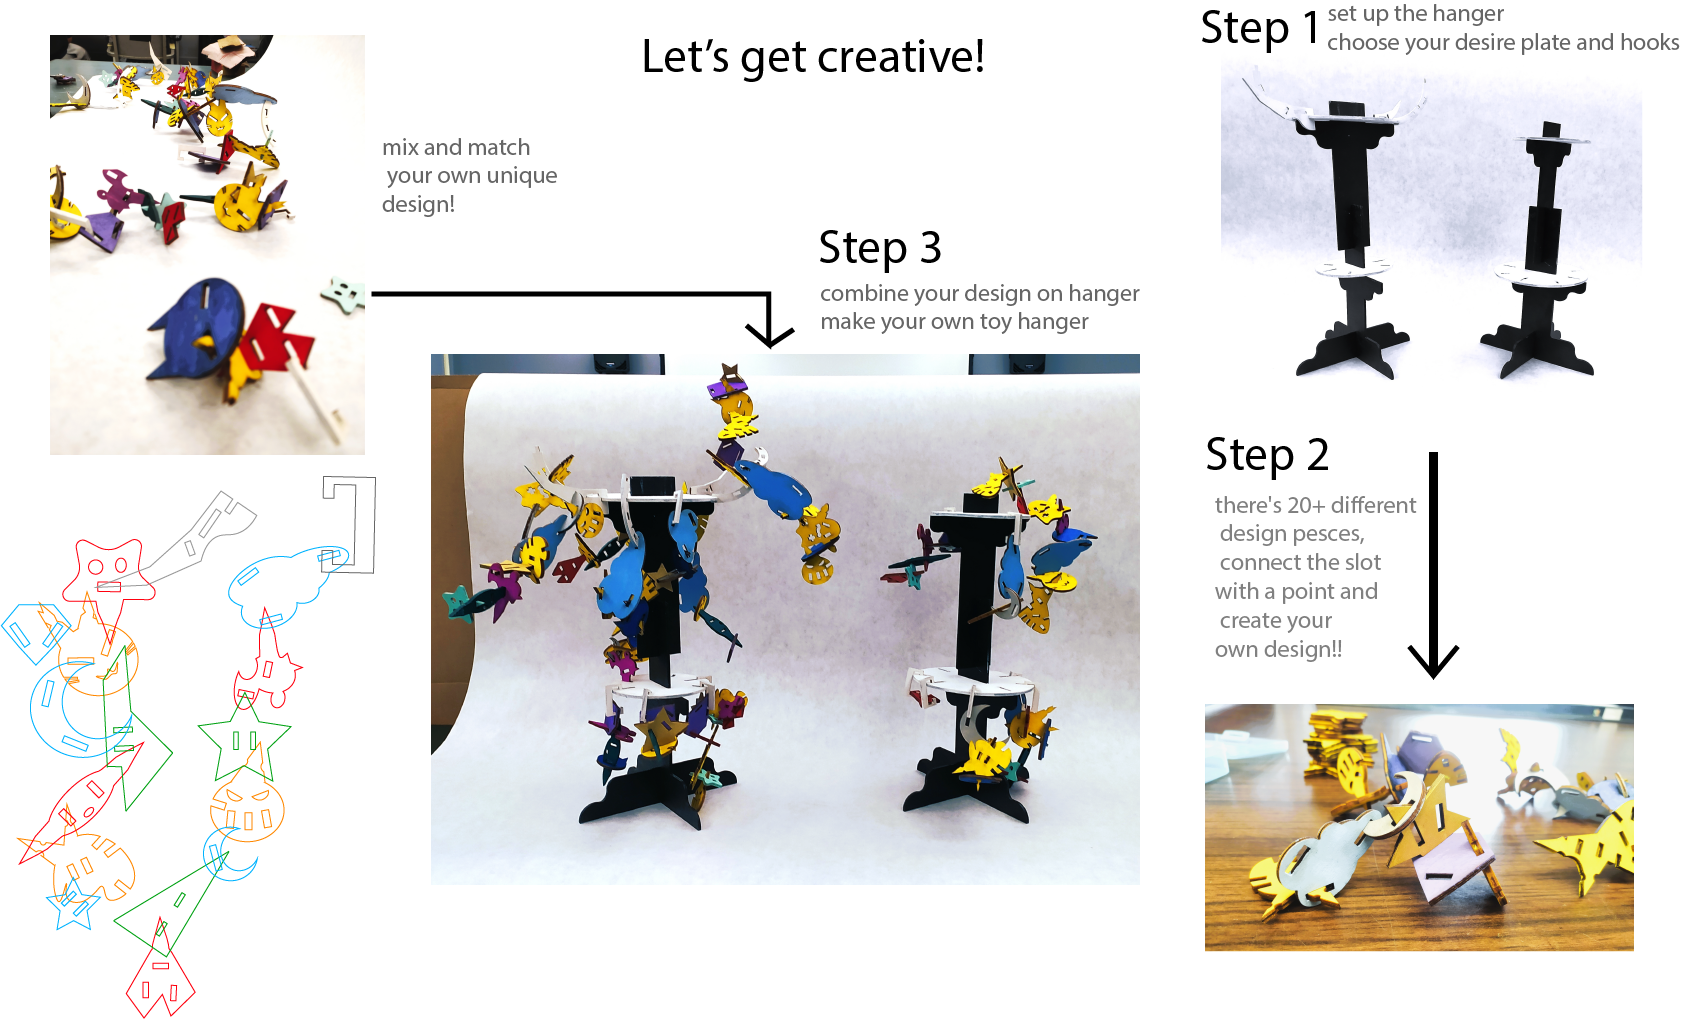 Let's get creative!
Step 1
set up the hanger
choose your desire plate and hooks
mix and match
your own unique
design!
Step 3
combine your design on hanger
make your own toy hanger
Step 2
there's 20+ different
design pesces,
connect the slot
with a point and
create your
own design!!